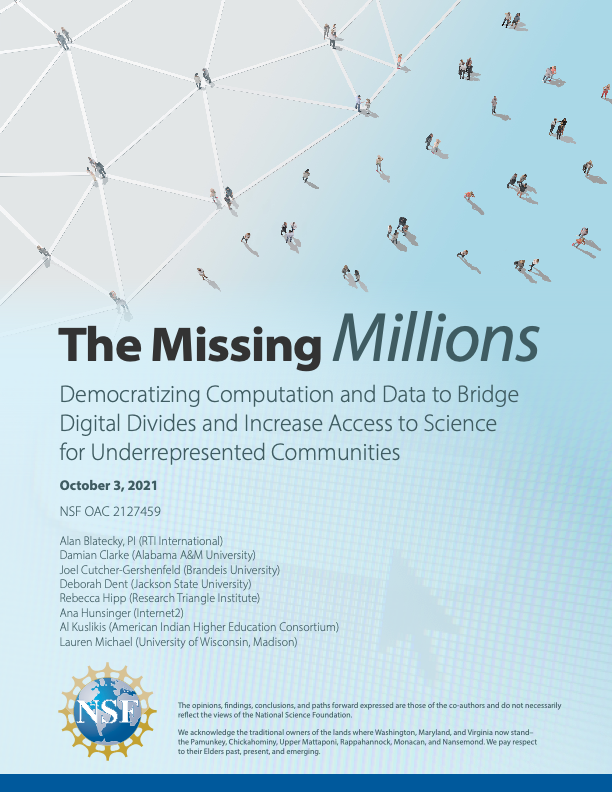 The Missing Millions
Democratizing Computation and Data to Bridge
Digital Divides and Increase Access to Science
for Underrepresented Communities
October 3, 2021
NSF OAC 2127459
Alan Blatecky, PI (RTI International)
Damian Clarke (Alabama A&M University)
Joel Cutcher-Gershenfeld (Brandeis University)
Deborah Dent (Jackson State University)
Rebecca Hipp (Research Triangle Institute)
Ana Hunsinger (Internet2)
Al Kuslikis (American Indian Higher Education Consortium)
Lauren Michael (University of Wisconsin, Madison)
NSF
The opinions, findings, conclusions, and paths forward expressed are those of the co-authors and do not necessarily
reflect the views of the National Science Foundation.
We acknowledge the traditional owners of the lands where Washington, Maryland, and Virginia now stand–
the Pamunkey, Chickahominy, Upper Mattaponi, Rappahannock, Monacan, and Nansemond. We pay respect
to their Elders past, present, and emerging.